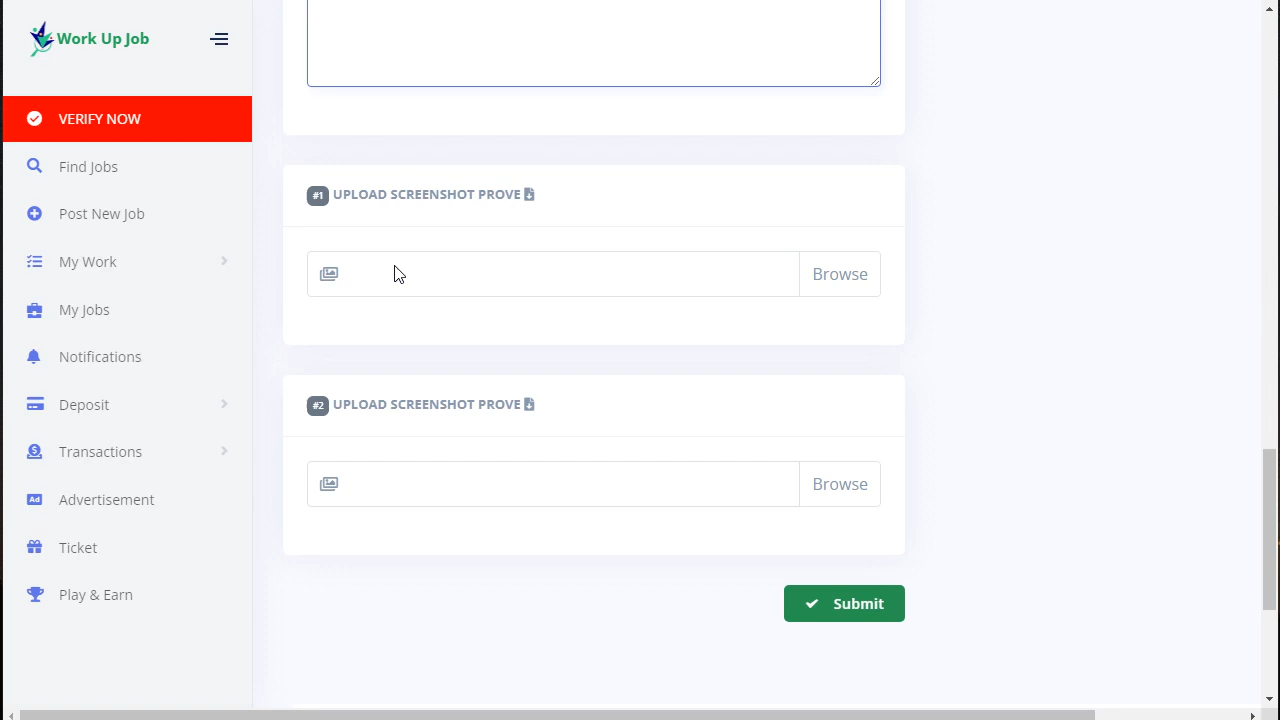 Work Up Job
VERIFY NOW
Find Jobs
Post New Job
My Work
My Jobs
Notifications
Deposit
Transactions
Ad Advertisement
Ticket
Play & Earn
#1 UPLOAD SCREENSHOT PROVE
Browse
#2 UPLOAD SCREENSHOT PROVE
Browse
Submit